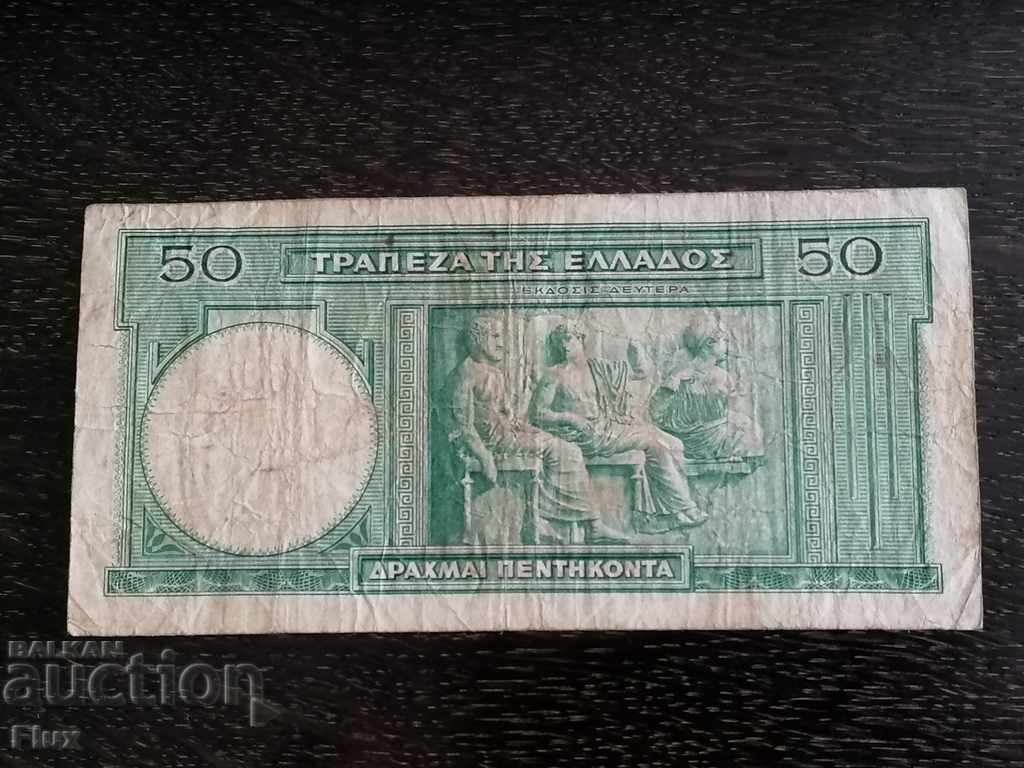 50
ΤΡΑΠΕΖΑ ΤΗΣ ΕΛΛΑΔΟΣ
50
ΕΚΔΟΣΙΣ ΔΕΥΤΕΡΑ
ΔΡΑΧΜΑΙ ΠΕΝΤΗΚΟΝΤΑ
BALKAN
auction
Flux